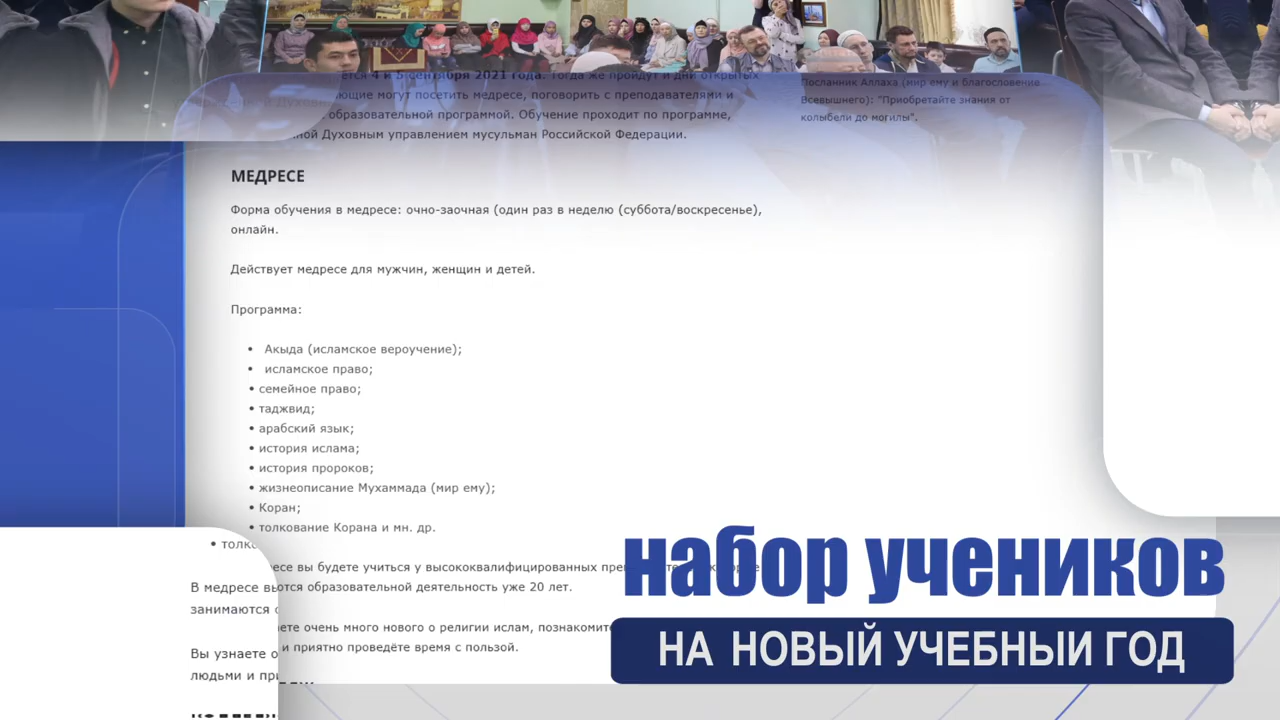 4 и 5 сентября 2021 года. Тогда же пройдут и дни открытых
могут посетить медресе, поговорить с преподавателями и
образовательной программой. Обучение проходит по программе,
Духовным управлением мусульман Российской Федерации.
Посланник Аллаха (мир ему и благословение
Всевышнего): "Приобретайте знания от
колыбели до могилы".
МЕДРЕСЕ
Форма обучения в медресе: очно-заочная (один раз в неделю (суббота/воскресенье),
онлайн.
Действует медресе для мужчин, женщин и детей.
Программа:
• Акыда (исламское вероучение);
• исламское право;
• семейное право;
• таджвид;
• арабский язык;
• история ислама;
• история пророков;
• жизнеописание Мухаммада (мир ему);
• Коран;
• толкование Корана и мн. др.
вы будете учиться у высококвалифицированных
образовательной деятельность уже 20 лет.
очень много нового о религии ислам,
и приятно проведёте время с пользой.
В медресе
занимаются
Вы узнаете
людьми и
набор учеников
НА НОВЫЙ УЧЕБНЫИ ГОД